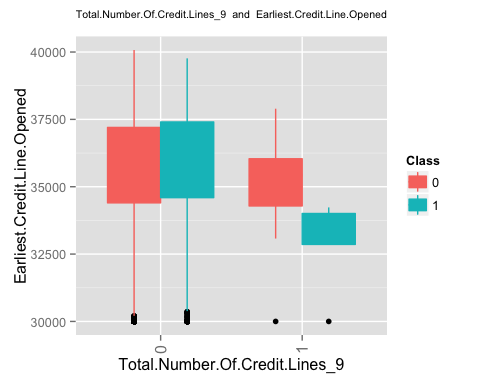 Total.Number.Of.Credit.Lines_9 and Earliest.Credit.Line.Opened
40000
37500
35000
32500
30000
Earliest.Credit.Line.Opened
0
1
Total.Number.Of.Credit.Lines_9
Class
0
1